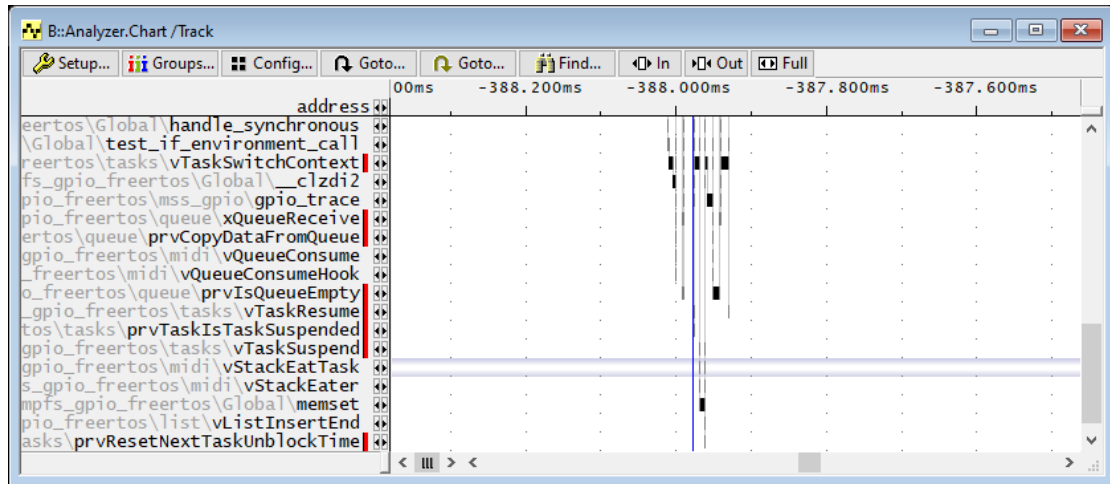 B::Analyzer.Chart /Track
Setup... Groups... Config... Goto... Goto... Find... In Out Full
00ms -388.200ms -388.000ms -387.800ms -387.600ms
address
eertos\Global\handle_synchronous
\Global\test_if_environment_call
reertos\tasks\vTaskSwitchContext
fs_gpio_freertos\Global\__clzdi2
pio_freertos\mss_gpio\gpio_trace
pio_freertos\queue\xQueueReceive
ertos\queue\prvCopyDataFromQueue
gpio_freertos\midi\vQueueConsume
_freertos\midi\vQueueConsumeHook
o_freertos\queue\prvIsQueueEmpty
_gpio_freertos\tasks\vTaskResume
tos\tasks\prvTaskIsTaskSuspended
gpio_freertos\tasks\vTaskSuspend
gpio_freertos\midi\vStackEatTask
s_gpio_freertos\midi\vStackEater
mpfs_gpio_freertos\Global\memset
pio_freertos\list\vListInsertEnd
asks\prvResetNextTaskUnblockTime